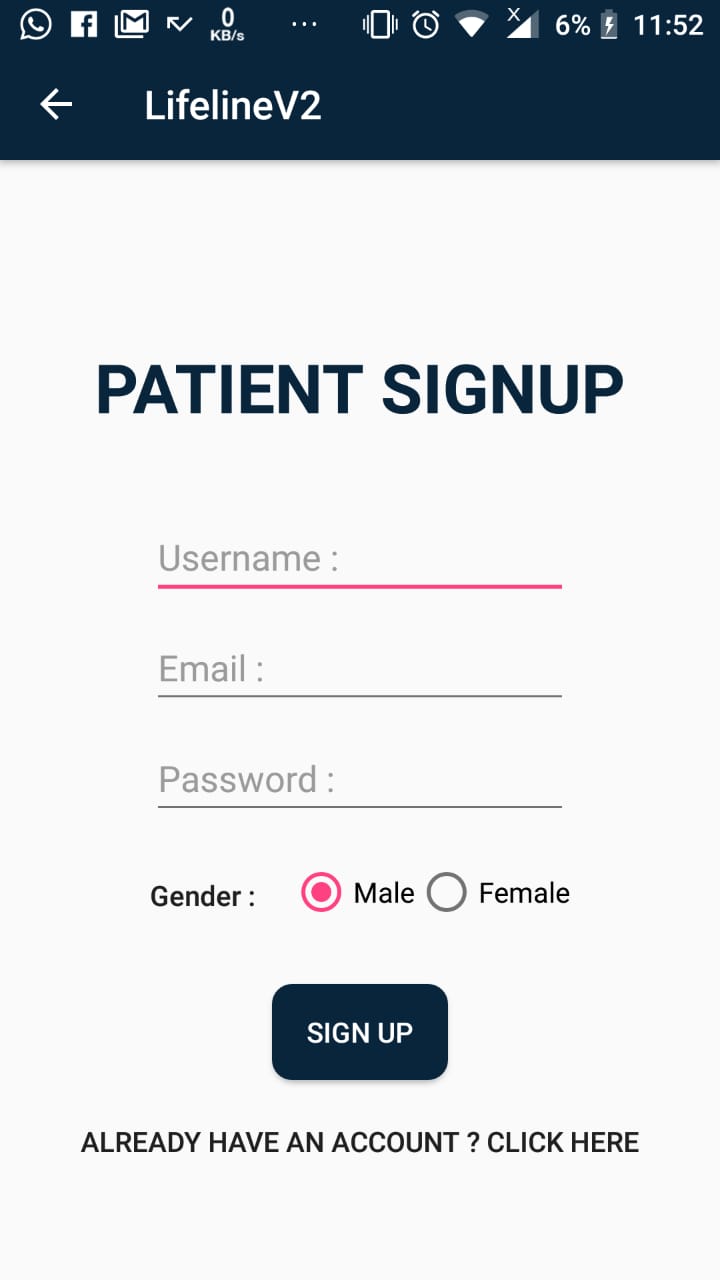 0 KB/s ... X 6% 11:52
LifelineV2
PATIENT SIGNUP
Username :
Email :
Password :
Gender : Male Female
SIGN UP
ALREADY HAVE AN ACCOUNT ? CLICK HERE